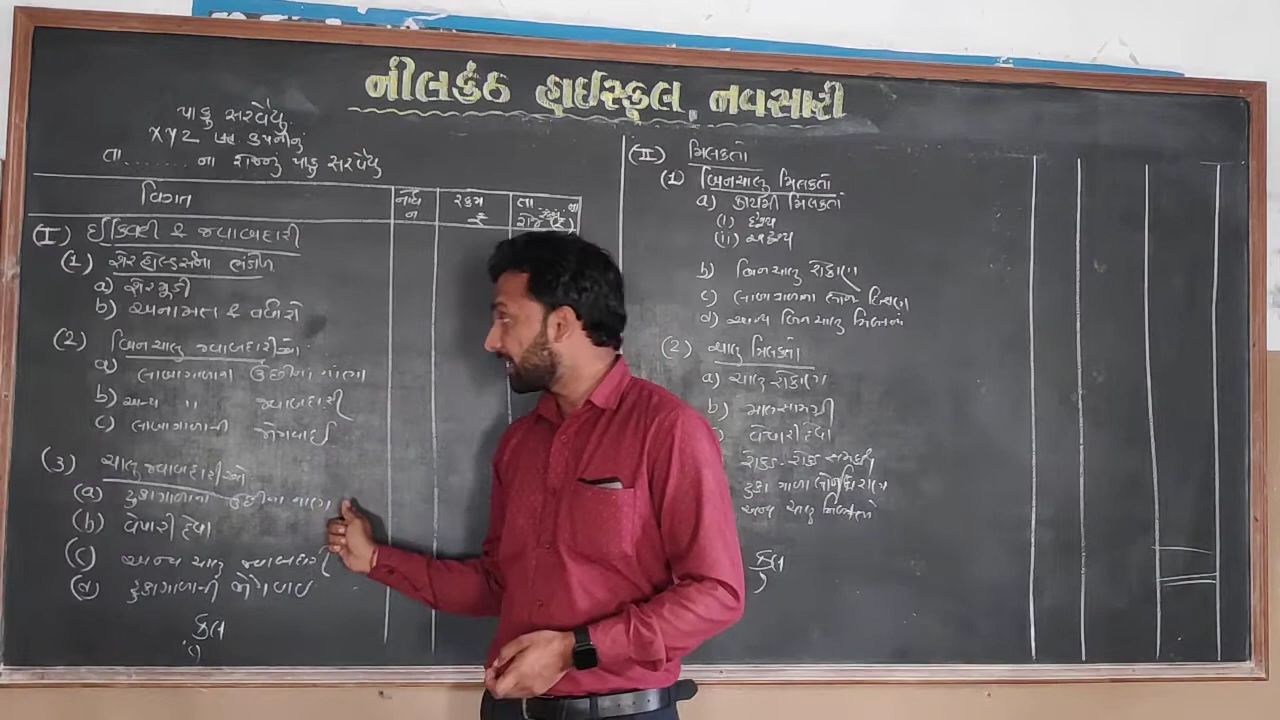 નીલકંઠ હાઈસ્કૂલ, નવસારી
પાકુ સરવૈયુ
XYZ કંપનીનું
તા......... ના રોજનું પાકુ સરવૈયુ
વિગત
નોંધ નં
રકમ ₹
તા
(I) ઈક્વિટી & જવાબદારી
(1) શેરહોલ્ડર્સના ભંડોળ
a) શેરમુડી
b) અનામત & વધારો
(2) બિનચાલુ જવાબદારીઓ
a) લાંબાગાળાના ઉછીના નાણા
b) અન્ય " જવાબદારી
c) લાંબાગાળાની જોગવાઈ
(3) ચાલુ જવાબદારીઓ
(a) ટુંકાગાળાના ઉછીના નાણા
(b) વેપારી દેવા
(c) અન્ય ચાલુ જવાબદારી
(d) ટુંકાગાળાની જોગવાઈ
કુલ
(II) મિલકતો
(1) બિનચાલુ મિલકતો
a) કાયમી મિલકતો
(i) દ્રશ્ય
(ii) અદ્રશ્ય
b) બિનચાલુ રોકાણ
c) લાંબાગાળાના લોન ધિરાણ
d) અન્ય બિનચાલુ મિલકતો
(2) ચાલુ મિલકતો
a) ચાલુ રોકાણ
b) માલસામગ્રી
વેપારી દેવા
રોકડ-રોકડ સમકક્ષ
ટુંકા ગાળા લોન ધિરાણ
અન્ય ચાલુ મિલકતો
કુલ